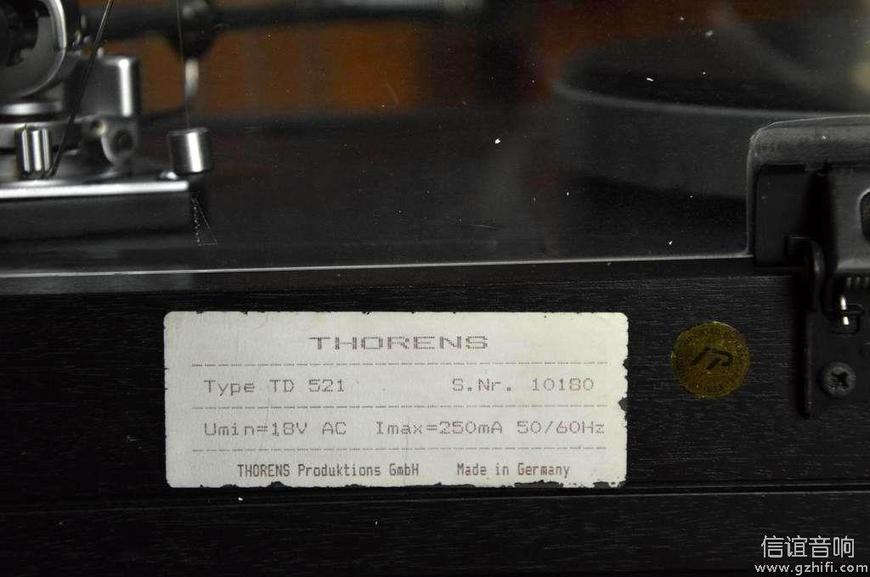 THORENS
Type TD 521 S.Nr. 10180
Umin=18V AC Imax=250mA 50/60Hz
THORENS Produktions GmbH Made in Germany
信谊音响
www.gzhifi.com